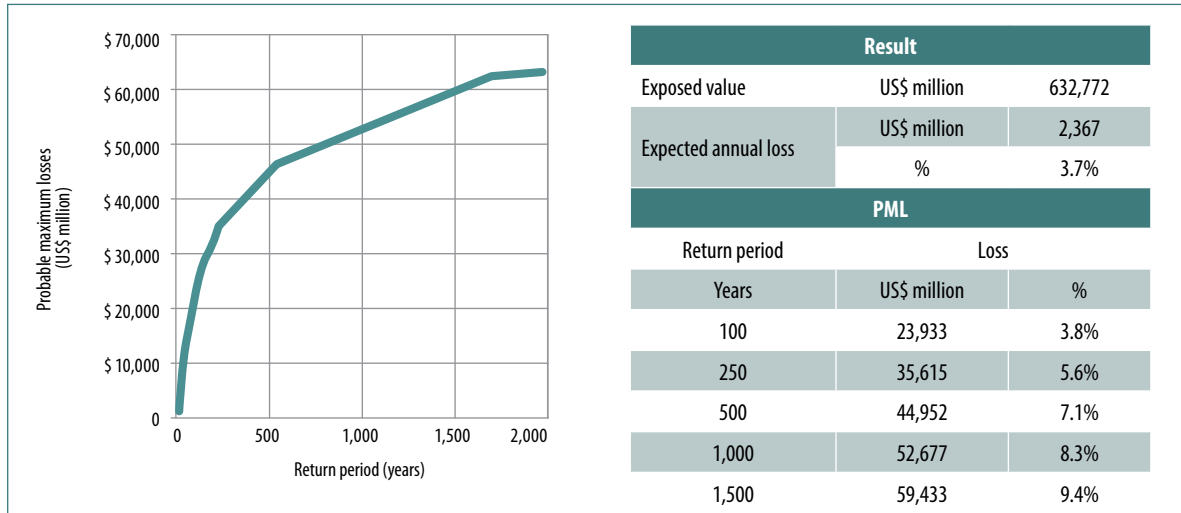 $ 70,000
$ 60,000
$ 50,000
$ 40,000
$ 30,000
$ 20,000
$ 10,000
0
Probable maximum losses
(US$ million)
0 500 1,000 1,500 2,000
Return period (years)
Result
Exposed value US$ million 632,772
Expected annual loss
US$ million 2,367
% 3.7%
PML
Return period Loss
Years US$ million %
100 23,933 3.8%
250 35,615 5.6%
500 44,952 7.1%
1,000 52,677 8.3%
1,500 59,433 9.4%